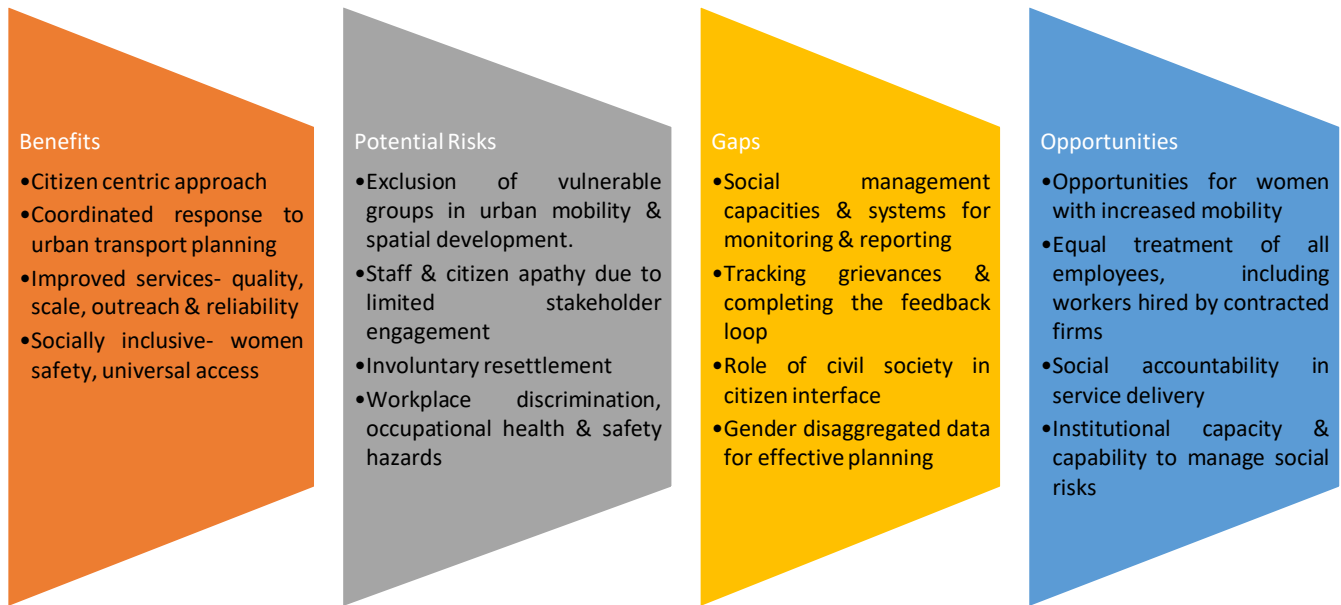 Benefits
•Citizen centric approach
•Coordinated response to
urban transport planning
•Improved services- quality,
scale, outreach & reliability
•Socially inclusive- women
safety, universal access
Potential Risks
•Exclusion of vulnerable
groups in urban mobility &
spatial development.
•Staff & citizen apathy due to
limited stakeholder
engagement
•Involuntary resettlement
•Workplace discrimination,
occupational health & safety
hazards
Gaps
•Social management
capacities & systems for
monitoring & reporting
•Tracking grievances &
completing the feedback
loop
•Role of civil society in
citizen interface
•Gender disaggregated data
for effective planning
Opportunities
•Opportunities for women
with increased mobility
•Equal treatment of all
employees, including
workers hired by contracted
firms
•Social accountability in
service delivery
•Institutional capacity &
capability to manage social
risks